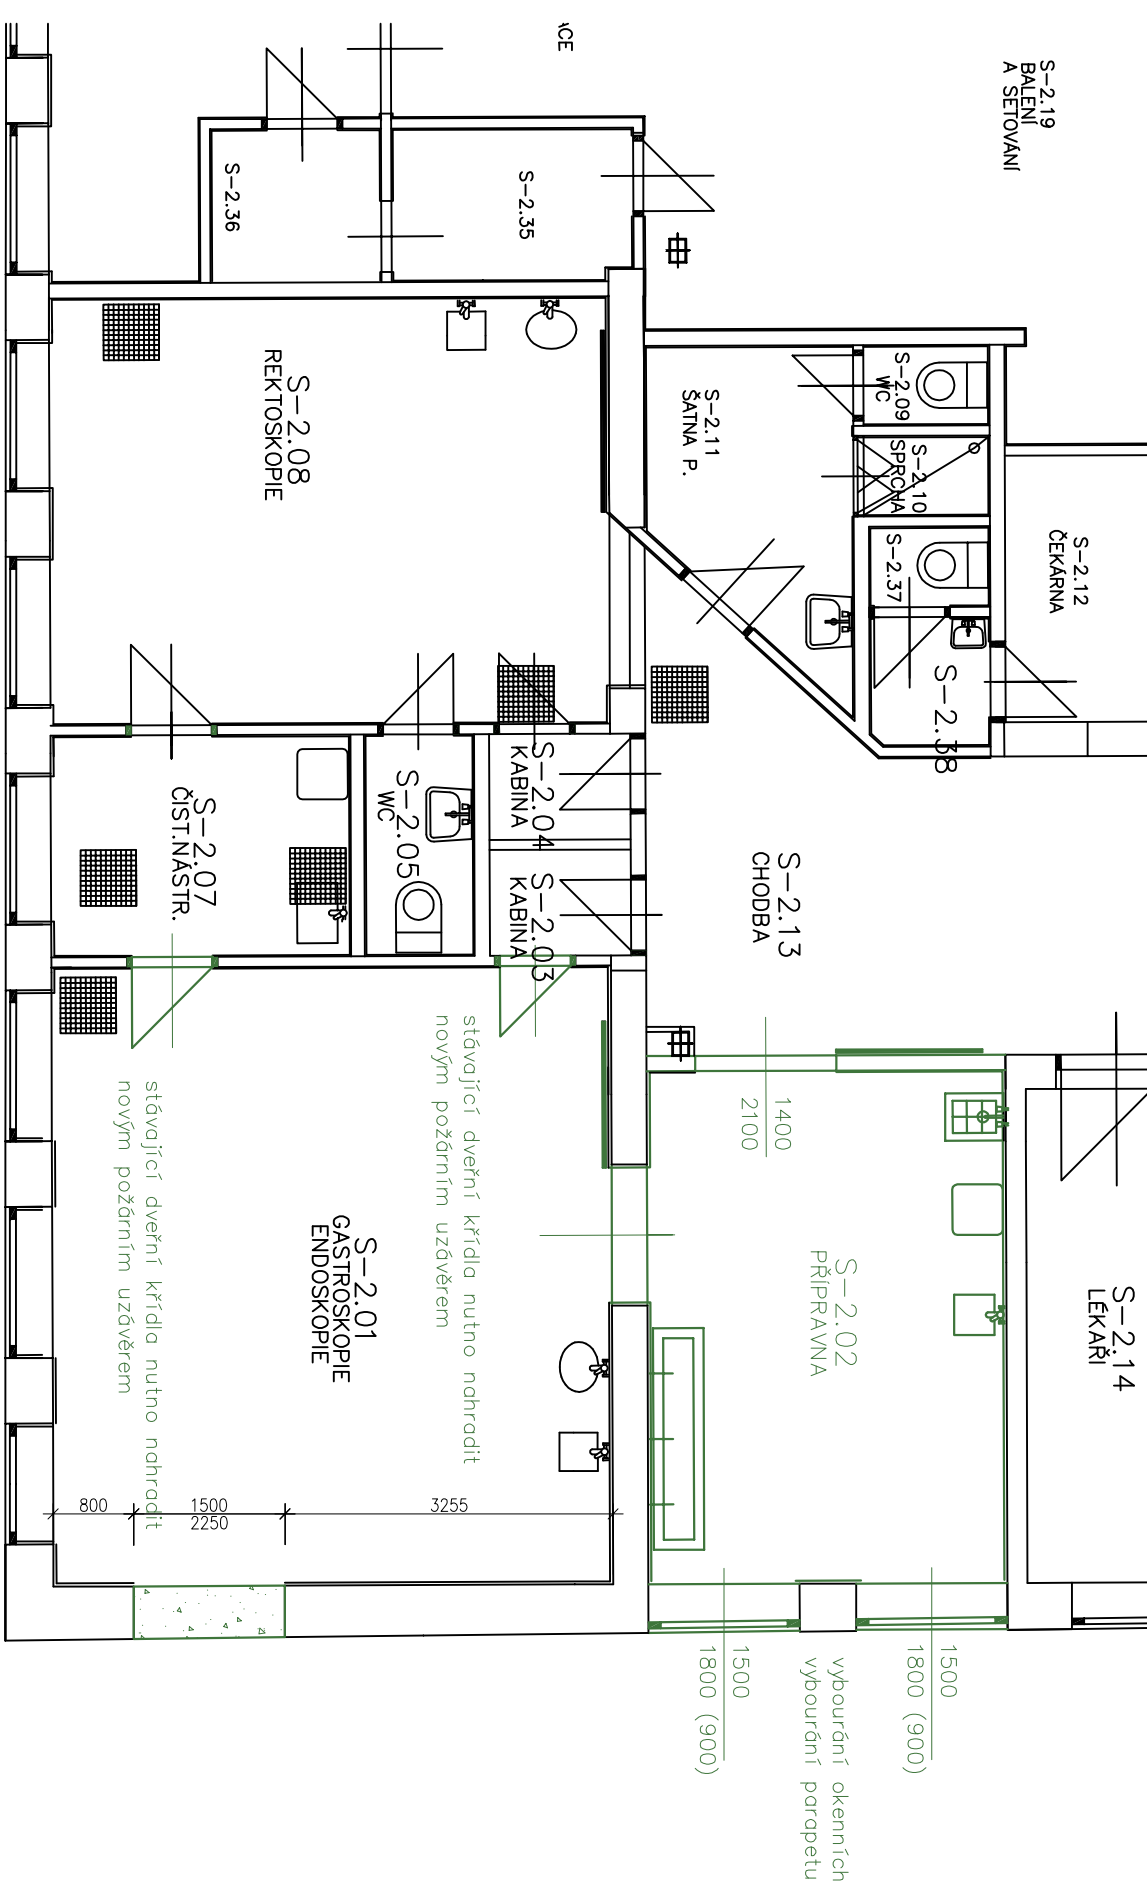 S-2.19
BALENÍ
A SETOVÁNÍ
S-2.36
S-2.35
S-2.08
REKTOSKOPIE
S-2.11
ŠATNA P.
S-2.09
WC
S-2.10
SPRCHA
S-2.37
S-2.12
ČEKÁRNA
S-2.38
S-2.07
ČIST.NÁSTR.
S-2.05
WC
S-2.04
KABINA
S-2.03
KABINA
S-2.13
CHODBA
stávající dveřní křídla nutno nahradit
novým požárním uzávěrem
stávající dveřní křídla nutno nahradit
novým požárním uzávěrem
1400
2100
S-2.01
GASTROSKOPIE
ENDOSKOPIE
S-2.02
PŘÍPRAVNA
S-2.14
LÉKAŘI
800
1500
2250
3255
1500
1800 (900)
1500
1800 (900)
vybourání okenních
vybourání parapetu